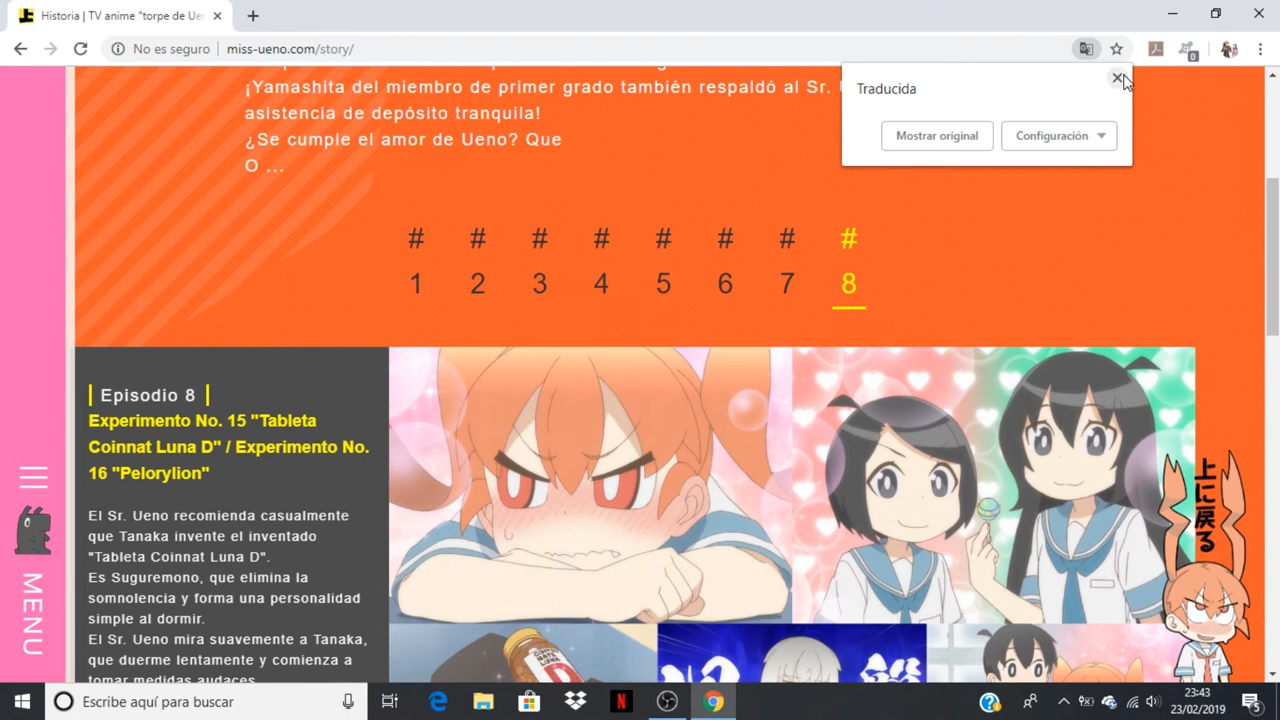 Historia | TV anime "torpe de Ue
No es seguro | miss-ueno.com/story/
0
Traducida
Mostrar original
Configuración
¡Yamashita del miembro de primer grado también respaldó al Sr.
asistencia de depósito tranquila!
¿Se cumple el amor de Ueno? Que
O ...
# # # # # # # #
1 2 3 4 5 6 7 8
| Episodio 8 |
Experimento No. 15 "Tableta
Coinnat Luna D" / Experimento No.
16 "Pelorylion"
El Sr. Ueno recomienda casualmente
que Tanaka invente el inventado
"Tableta Coinnat Luna D".
Es Suguremono, que elimina la
somnolencia y forma una personalidad
simple al dormir.
El Sr. Ueno mira suavemente a Tanaka,
que duerme lentamente y comienza a
tomar medidas audaces
MENU
上に戻る
Escribe aquí para buscar
23:43
23/02/2019
5